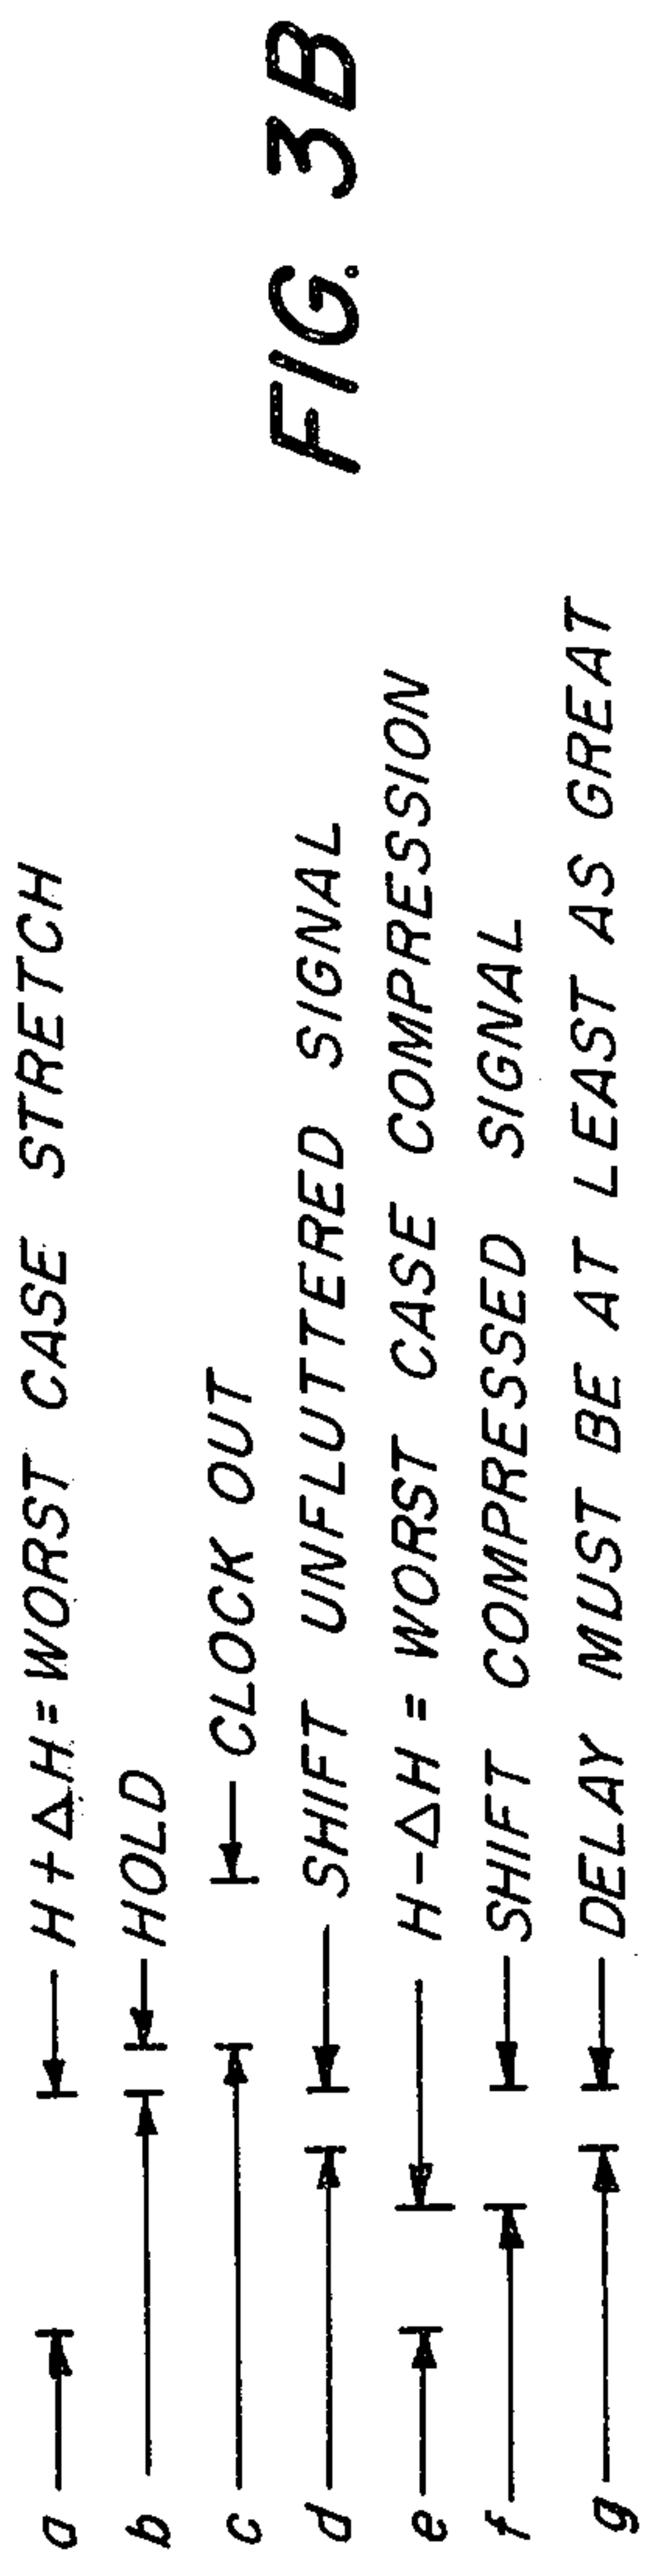 a H + ΔH = WORST CASE STRETCH
b HOLD
c CLOCK OUT
d SHIFT UNFLUTTERED SIGNAL
e H - ΔH = WORST CASE COMPRESSION
f SHIFT COMPRESSED SIGNAL
g DELAY MUST BE AT LEAST AS GREAT
FIG. 3B